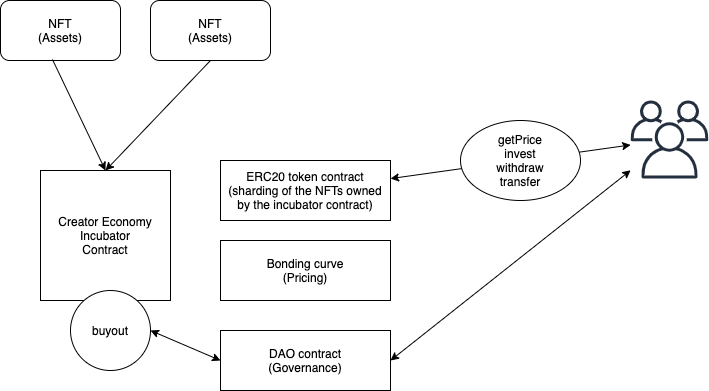 NFT
(Assets)
NFT
(Assets)
getPrice
invest
withdraw
transfer
ERC20 token contract
(sharding of the NFTs owned
by the incubator contract)
Creator Economy
Incubator
Contract
Bonding curve
(Pricing)
buyout
DAO contract
(Governance)